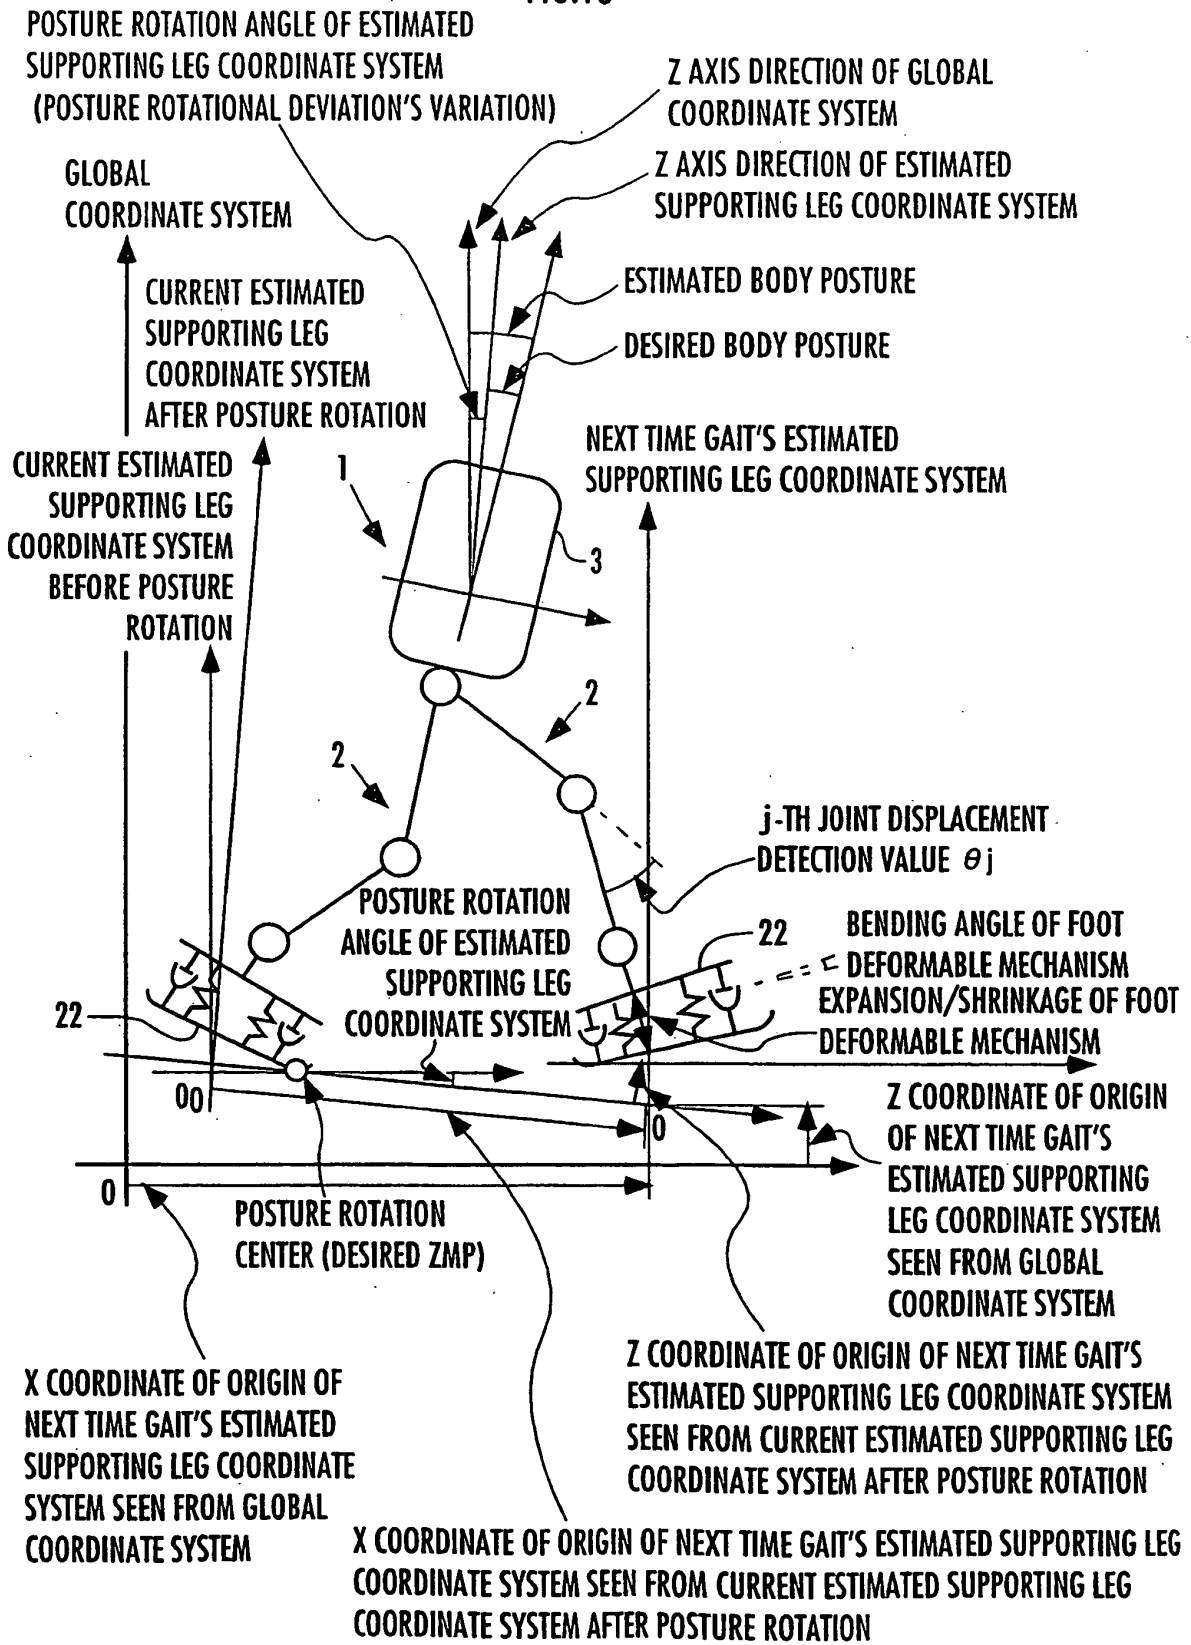 POSTURE ROTATION ANGLE OF ESTIMATED
SUPPORTING LEG COORDINATE SYSTEM
(POSTURE ROTATIONAL DEVIATION'S VARIATION)
Z AXIS DIRECTION OF GLOBAL
COORDINATE SYSTEM
Z AXIS DIRECTION OF ESTIMATED
SUPPORTING LEG COORDINATE SYSTEM
GLOBAL
COORDINATE SYSTEM
ESTIMATED BODY POSTURE
DESIRED BODY POSTURE
CURRENT ESTIMATED
SUPPORTING LEG
COORDINATE SYSTEM
AFTER POSTURE ROTATION
NEXT TIME GAIT'S ESTIMATED
SUPPORTING LEG COORDINATE SYSTEM
CURRENT ESTIMATED
SUPPORTING LEG
COORDINATE SYSTEM
BEFORE POSTURE
ROTATION
1
3
2
2
j-TH JOINT DISPLACEMENT
DETECTION VALUE θj
POSTURE ROTATION
ANGLE OF ESTIMATED
SUPPORTING LEG
COORDINATE SYSTEM
22
BENDING ANGLE OF FOOT
DEFORMABLE MECHANISM
EXPANSION/SHRINKAGE OF FOOT
DEFORMABLE MECHANISM
22
00
0
0
Z COORDINATE OF ORIGIN
OF NEXT TIME GAIT'S
ESTIMATED SUPPORTING
LEG COORDINATE SYSTEM
SEEN FROM GLOBAL
COORDINATE SYSTEM
POSTURE ROTATION
CENTER (DESIRED ZMP)
X COORDINATE OF ORIGIN OF
NEXT TIME GAIT'S ESTIMATED
SUPPORTING LEG COORDINATE
SYSTEM SEEN FROM GLOBAL
COORDINATE SYSTEM
Z COORDINATE OF ORIGIN OF NEXT TIME GAIT'S
ESTIMATED SUPPORTING LEG COORDINATE SYSTEM
SEEN FROM CURRENT ESTIMATED SUPPORTING LEG
COORDINATE SYSTEM AFTER POSTURE ROTATION
X COORDINATE OF ORIGIN OF NEXT TIME GAIT'S ESTIMATED SUPPORTING LEG
COORDINATE SYSTEM SEEN FROM CURRENT ESTIMATED SUPPORTING LEG
COORDINATE SYSTEM AFTER POSTURE ROTATION